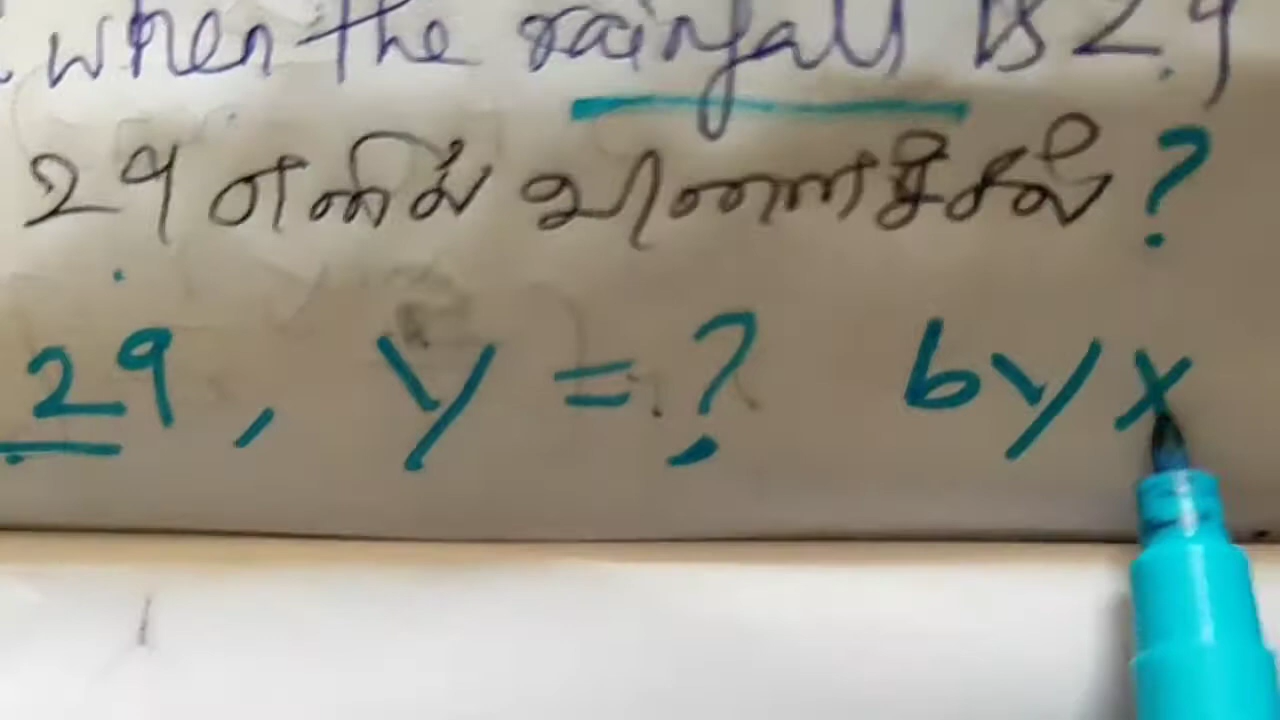 when the rainfall is 29
29 எனில் விளைச்சல் ?
29 , y = ? byx